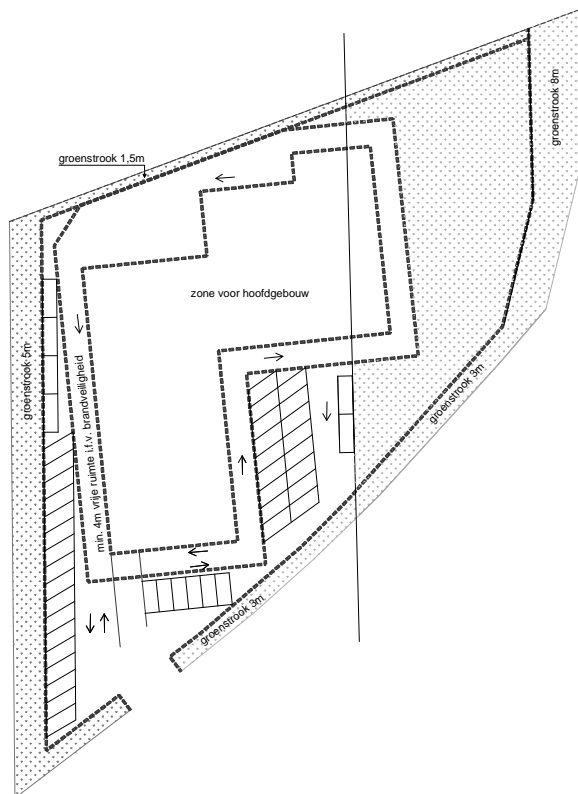 groenstrook 8m
groenstrook 1,5m
zone voor hoofdgebouw
groenstrook 5m
min. 4m vrije ruimte i.f.v. brandveiligheid
groenstrook 3m
groenstrook 3m